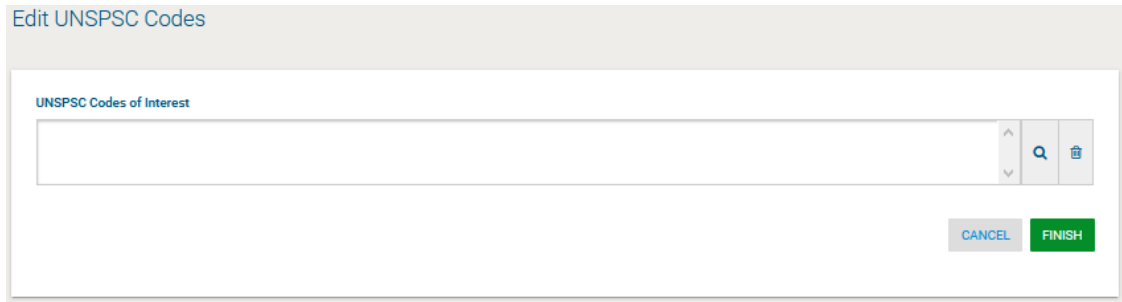 Edit UNSPSC Codes
UNSPSC Codes of Interest
CANCEL FINISH